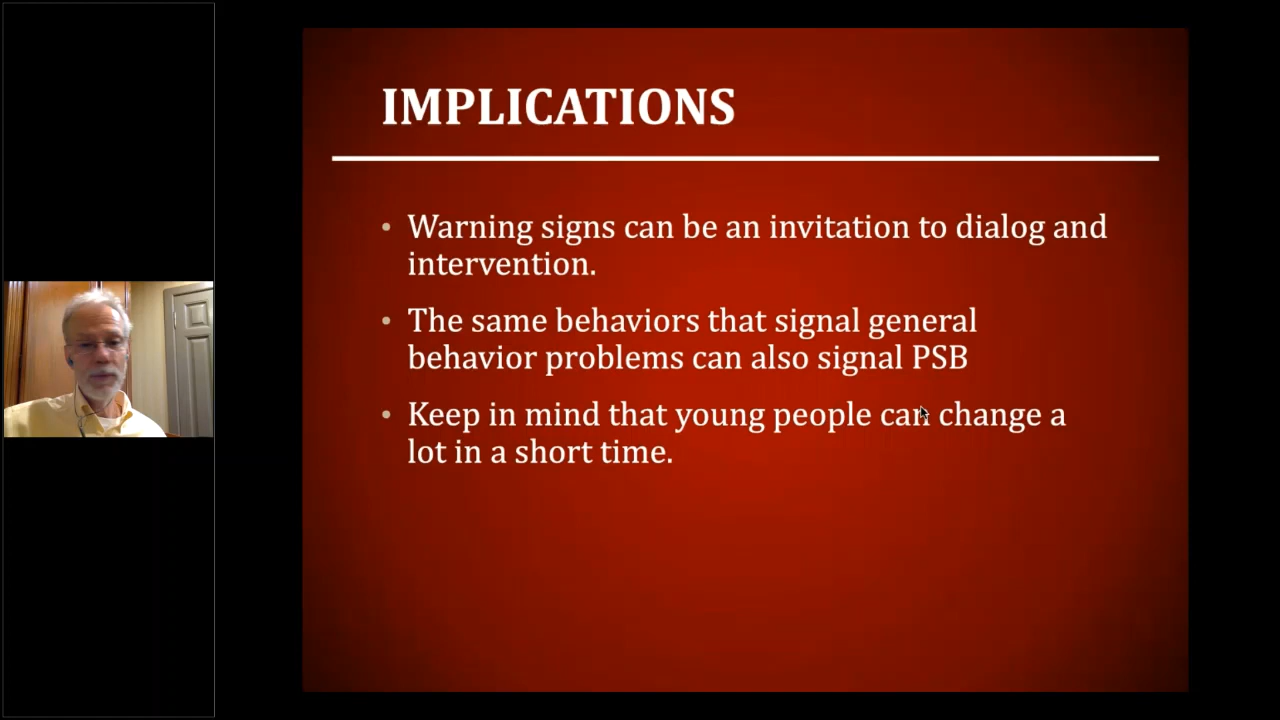 IMPLICATIONS
• Warning signs can be an invitation to dialog and
intervention.
• The same behaviors that signal general
behavior problems can also signal PSB
• Keep in mind that young people can change a
lot in a short time.